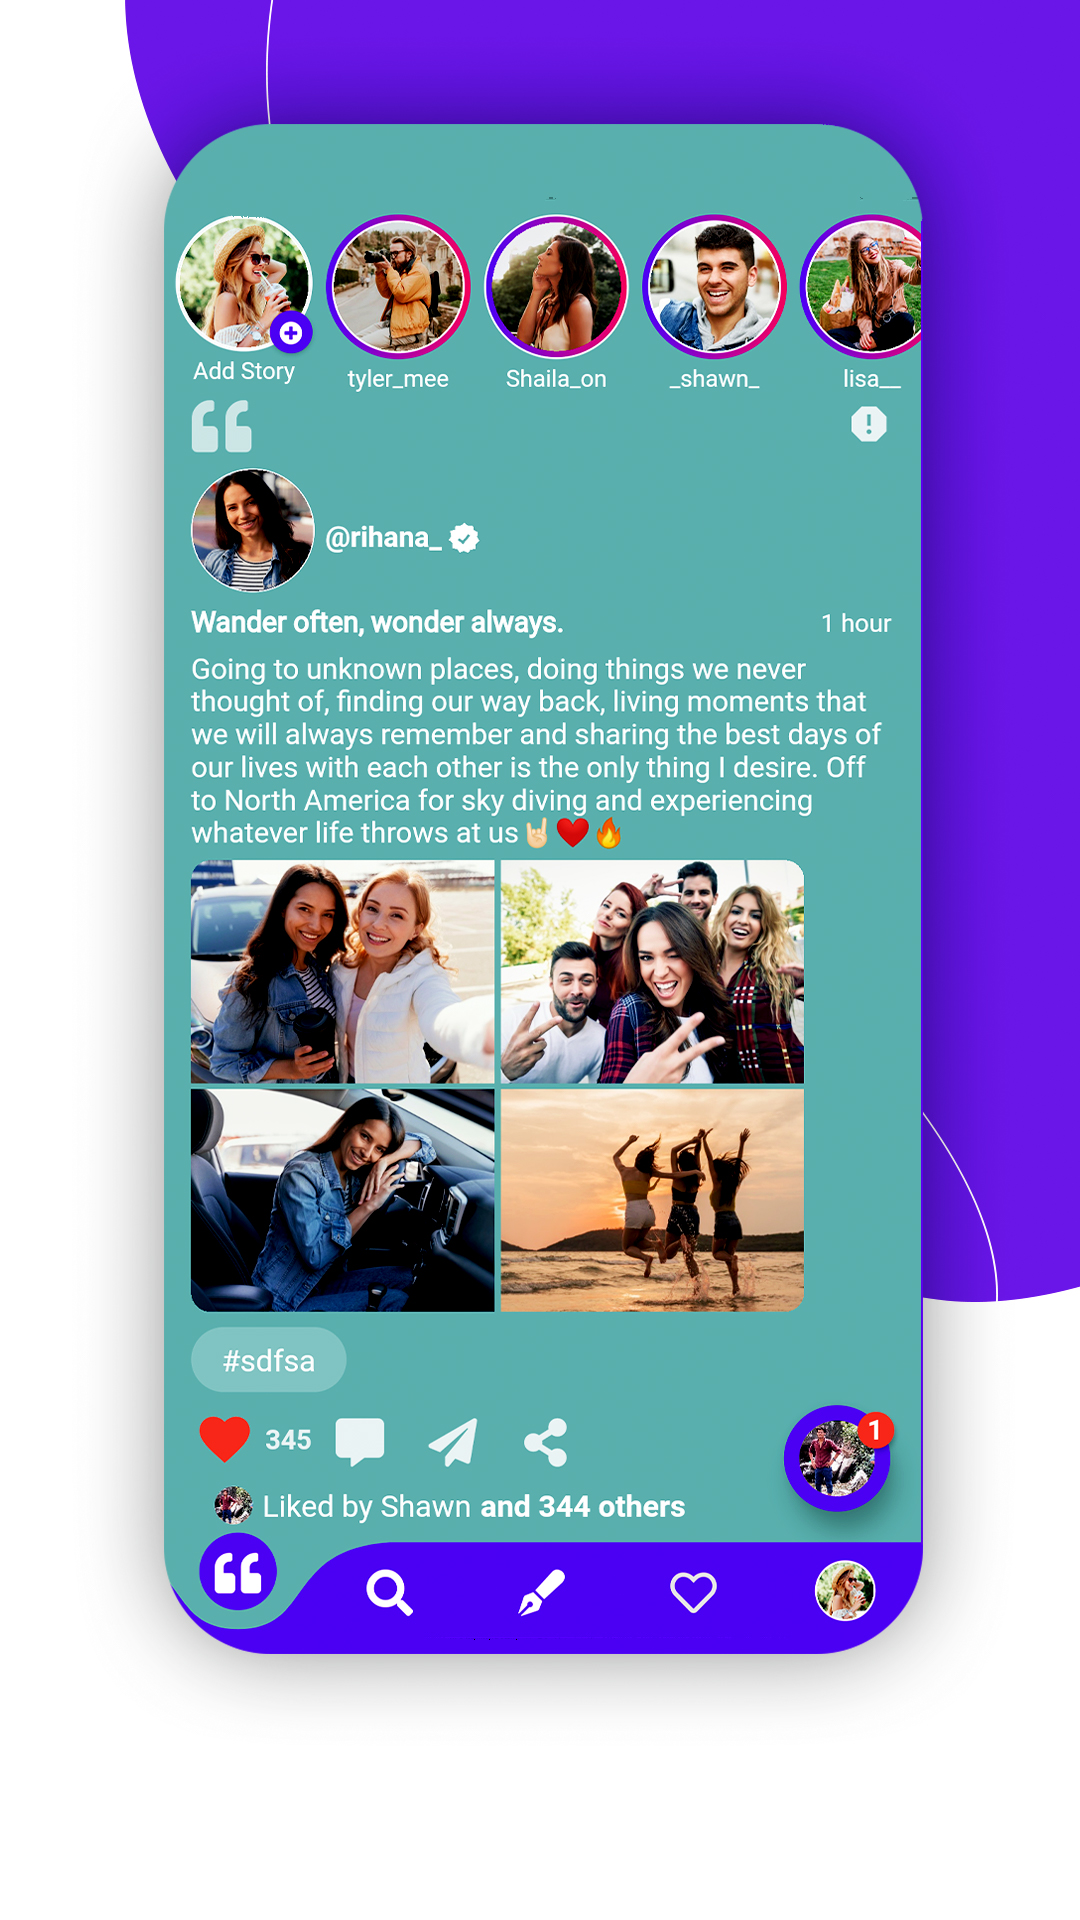 Add Story
tyler_mee
Shaila_on
_shawn_
lisa__
@rihana_
Wander often, wonder always.
1 hour
Going to unknown places, doing things we never
thought of, finding our way back, living moments that
we will always remember and sharing the best days of
our lives with each other is the only thing I desire. Off
to North America for sky diving and experiencing
whatever life throws at us🤘🏻❤️🔥
#sdfsa
345
1
Liked by Shawn and 344 others